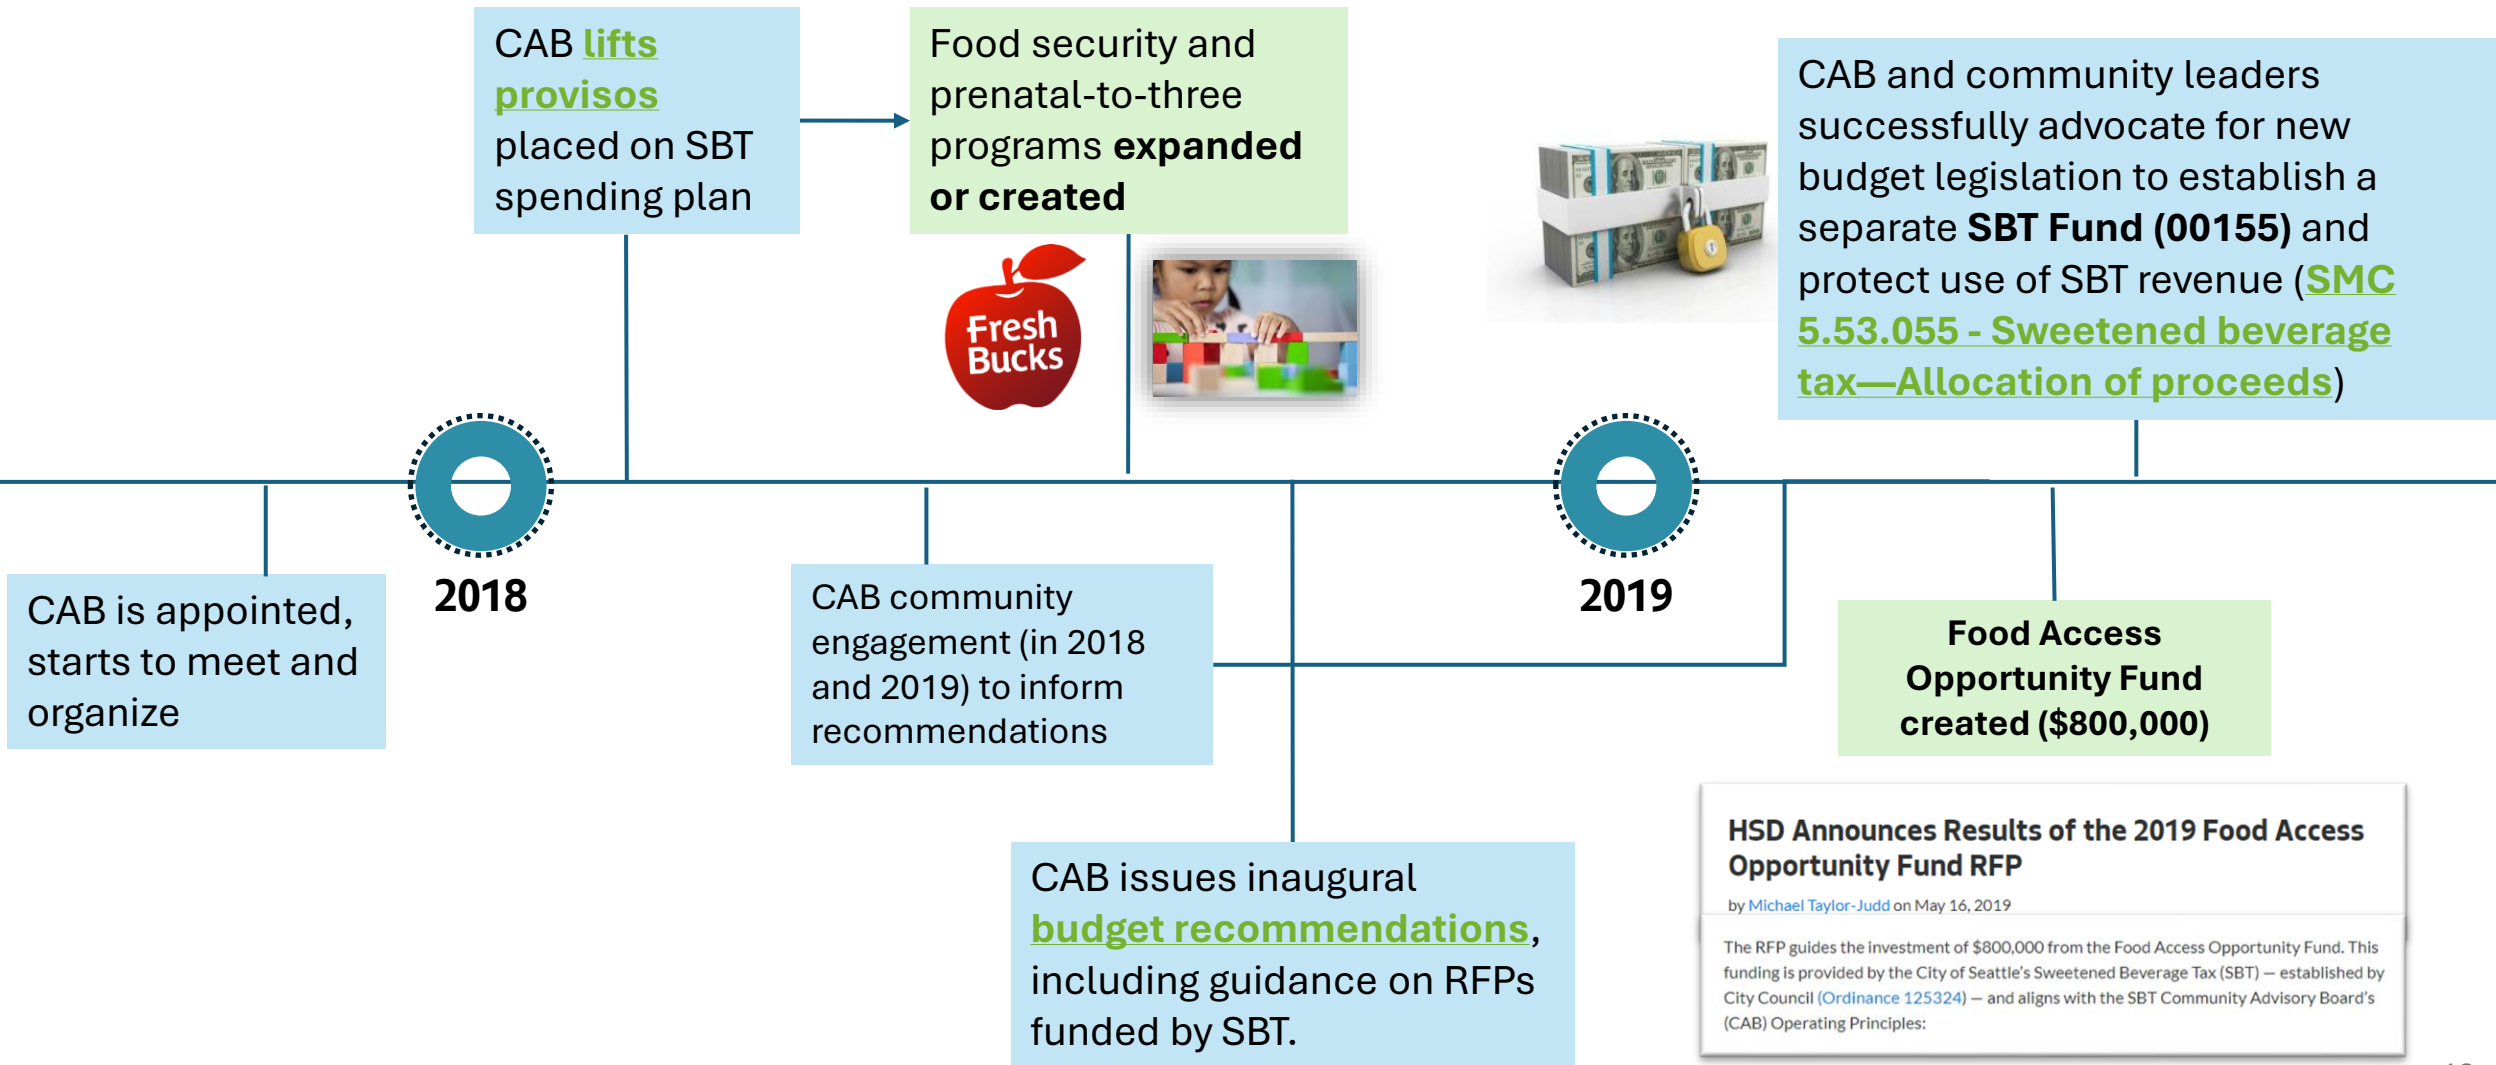 CAB lifts
provisos
placed on SBT
spending plan
Food security and
prenatal-to-three
programs expanded
or created
CAB and community leaders
successfully advocate for new
budget legislation to establish a
separate SBT Fund (00155) and
protect use of SBT revenue (SMC
5.53.055 - Sweetened beverage
tax—Allocation of proceeds)
Fresh
Bucks
2018
2019
CAB is appointed,
starts to meet and
organize
CAB community
engagement (in 2018
and 2019) to inform
recommendations
Food Access
Opportunity Fund
created ($800,000)
CAB issues inaugural
budget recommendations,
including guidance on RFPs
funded by SBT.
HSD Announces Results of the 2019 Food Access
Opportunity Fund RFP
by Michael Taylor-Judd on May 16, 2019
The RFP guides the investment of $800,000 from the Food Access Opportunity Fund. This
funding is provided by the City of Seattle's Sweetened Beverage Tax (SBT) — established by
City Council (Ordinance 125324) — and aligns with the SBT Community Advisory Board's
(CAB) Operating Principles: